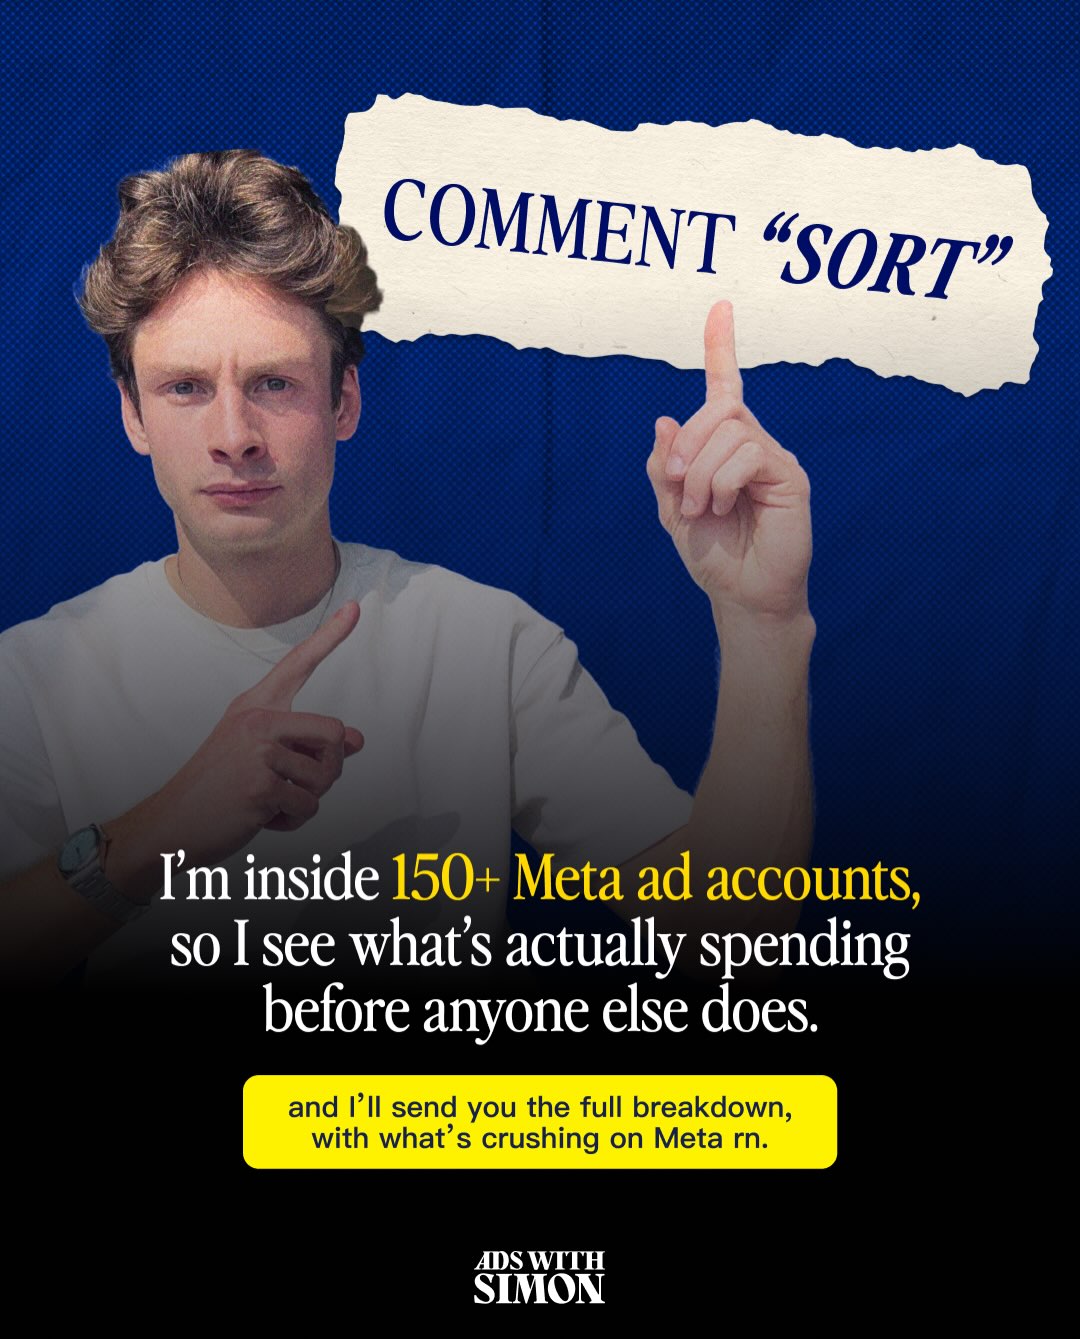 COMMENT “SORT”
I’m inside 150+ Meta ad accounts,
so I see what’s actually spending
before anyone else does.
and I’ll send you the full breakdown,
with what’s crushing on Meta rn.
ADS WITH
SIMON